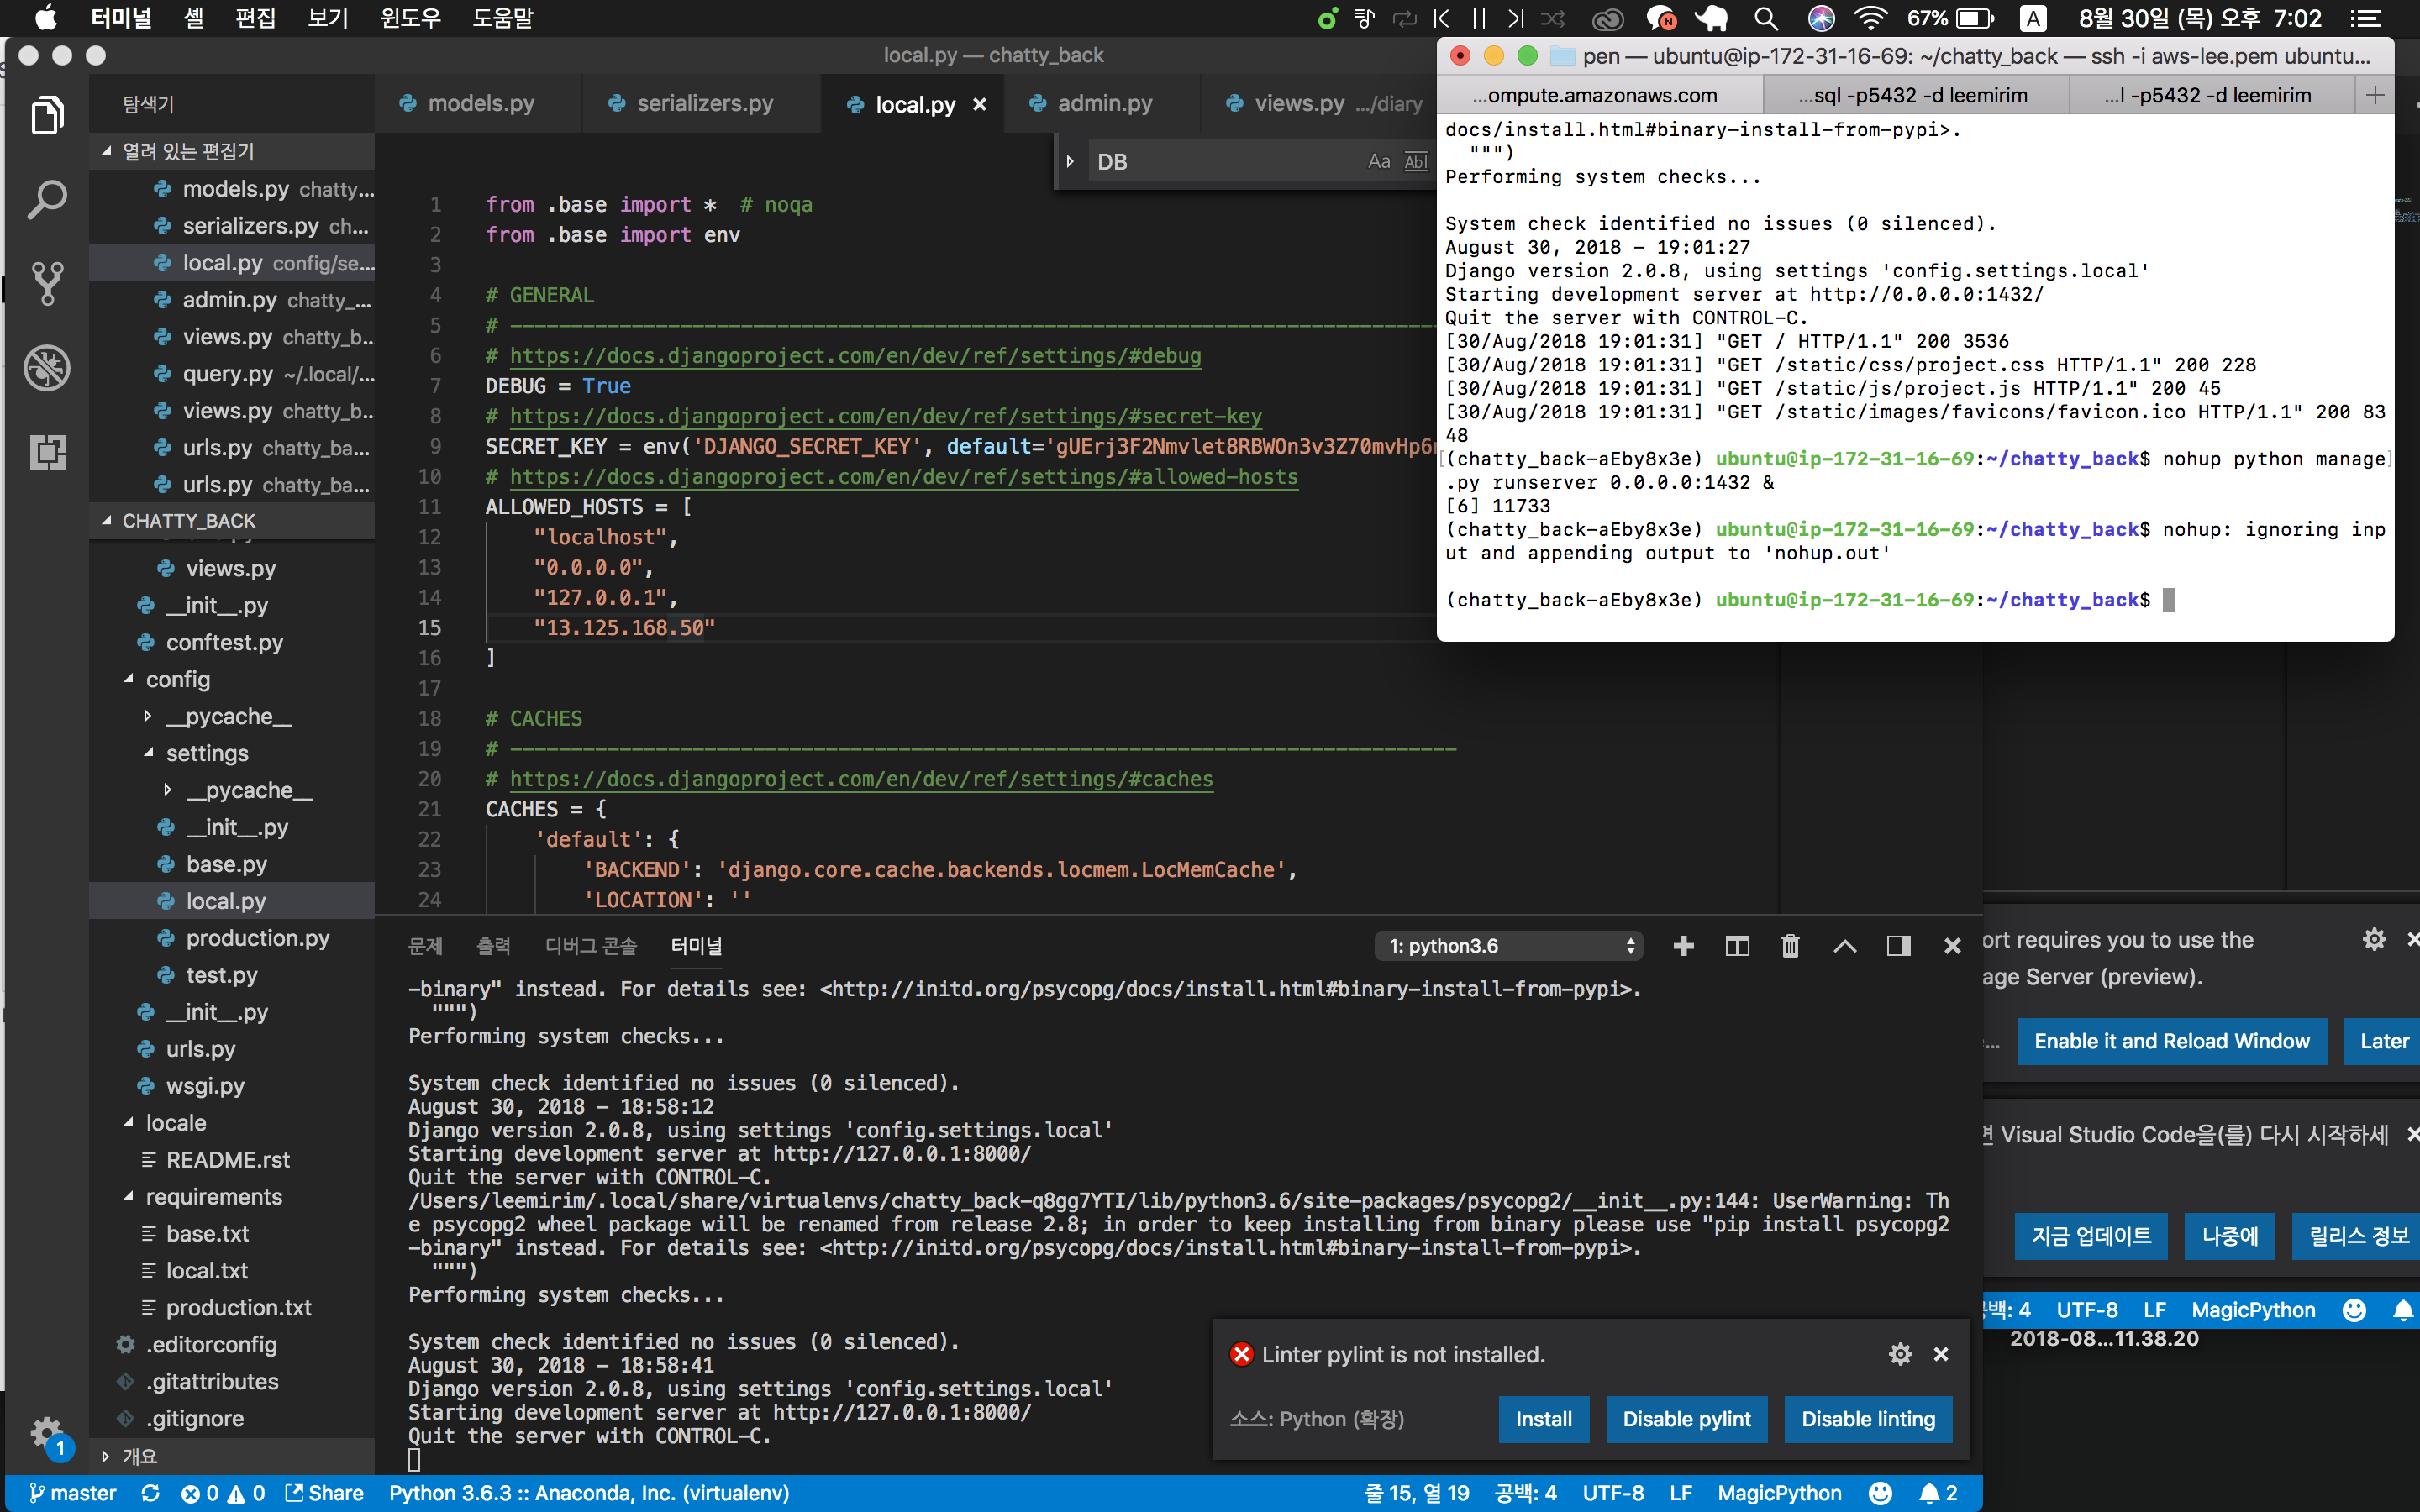 터미널 셸 편집 보기 윈도우 도움말 67% A 8월 30일 (목) 오후 7:02
local.py — chatty_back
탐색기
models.py serializers.py local.py admin.py views.py .../diary
열려 있는 편집기
models.py chatty...
serializers.py ch...
local.py config/se...
admin.py chatty_...
views.py chatty_b...
query.py ~/.local/...
views.py chatty_b...
urls.py chatty_ba...
urls.py chatty_ba...
CHATTY_BACK
views.py
__init__.py
conftest.py
config
__pycache__
settings
__pycache__
__init__.py
base.py
local.py
production.py
test.py
__init__.py
urls.py
wsgi.py
locale
README.rst
requirements
base.txt
local.txt
production.txt
.editorconfig
.gitattributes
.gitignore
개요
DB Aa Abl
1 from .base import * # noqa
2 from .base import env
3
4 # GENERAL
5 # ------------------------------------------------------------------------------
6 # https://docs.djangoproject.com/en/dev/ref/settings/#debug
7 DEBUG = True
8 # https://docs.djangoproject.com/en/dev/ref/settings/#secret-key
9 SECRET_KEY = env('DJANGO_SECRET_KEY', default='gUErj3F2Nmvlet8RBWOn3v3Z70mvHp6
10 # https://docs.djangoproject.com/en/dev/ref/settings/#allowed-hosts
11 ALLOWED_HOSTS = [
12 "localhost",
13 "0.0.0.0",
14 "127.0.0.1",
15 "13.125.168.50"
16 ]
17
18 # CACHES
19 # ------------------------------------------------------------------------------
20 # https://docs.djangoproject.com/en/dev/ref/settings/#caches
21 CACHES = {
22 'default': {
23 'BACKEND': 'django.core.cache.backends.locmem.LocMemCache',
24 'LOCATION': ''
문제 출력 디버그 콘솔 터미널 1: python3.6
-binary" instead. For details see: <http://initd.org/psycopg/docs/install.html#binary-install-from-pypi>.
""")
Performing system checks...
System check identified no issues (0 silenced).
August 30, 2018 - 18:58:12
Django version 2.0.8, using settings 'config.settings.local'
Starting development server at http://127.0.0.1:8000/
Quit the server with CONTROL-C.
/Users/leemirim/.local/share/virtualenvs/chatty_back-q8gg7YTI/lib/python3.6/site-packages/psycopg2/__init__.py:144: UserWarning: Th
e psycopg2 wheel package will be renamed from release 2.8; in order to keep installing from binary please use "pip install psycopg2
-binary" instead. For details see: <http://initd.org/psycopg/docs/install.html#binary-install-from-pypi>.
""")
Performing system checks...
System check identified no issues (0 silenced).
August 30, 2018 - 18:58:41
Django version 2.0.8, using settings 'config.settings.local'
Starting development server at http://127.0.0.1:8000/
Quit the server with CONTROL-C.
pen — ubuntu@ip-172-31-16-69: ~/chatty_back — ssh -i aws-lee.pem ubuntu...
...ompute.amazonaws.com ...sql -p5432 -d leemirim ...l -p5432 -d leemirim
docs/install.html#binary-install-from-pypi>.
""")
Performing system checks...
System check identified no issues (0 silenced).
August 30, 2018 - 19:01:27
Django version 2.0.8, using settings 'config.settings.local'
Starting development server at http://0.0.0.0:1432/
Quit the server with CONTROL-C.
[30/Aug/2018 19:01:31] "GET / HTTP/1.1" 200 3536
[30/Aug/2018 19:01:31] "GET /static/css/project.css HTTP/1.1" 200 228
[30/Aug/2018 19:01:31] "GET /static/js/project.js HTTP/1.1" 200 45
[30/Aug/2018 19:01:31] "GET /static/images/favicons/favicon.ico HTTP/1.1" 200 83
48
[(chatty_back-aEby8x3e) ubuntu@ip-172-31-16-69:~/chatty_back$ nohup python manage]
.py runserver 0.0.0.0:1432 &
[6] 11733
(chatty_back-aEby8x3e) ubuntu@ip-172-31-16-69:~/chatty_back$ nohup: ignoring inp
ut and appending output to 'nohup.out'
(chatty_back-aEby8x3e) ubuntu@ip-172-31-16-69:~/chatty_back$
ort requires you to use the
age Server (preview).
... Enable it and Reload Window Later
Visual Studio Code을(를) 다시 시작하세
지금 업데이트 나중에 릴리스 정보
백: 4 UTF-8 LF MagicPython
2018-08...11.38.20
Linter pylint is not installed.
소스: Python (확장) Install Disable pylint Disable linting
1
master 0 0 Share Python 3.6.3 :: Anaconda, Inc. (virtualenv) 줄 15, 열 19 공백: 4 UTF-8 LF MagicPython 2